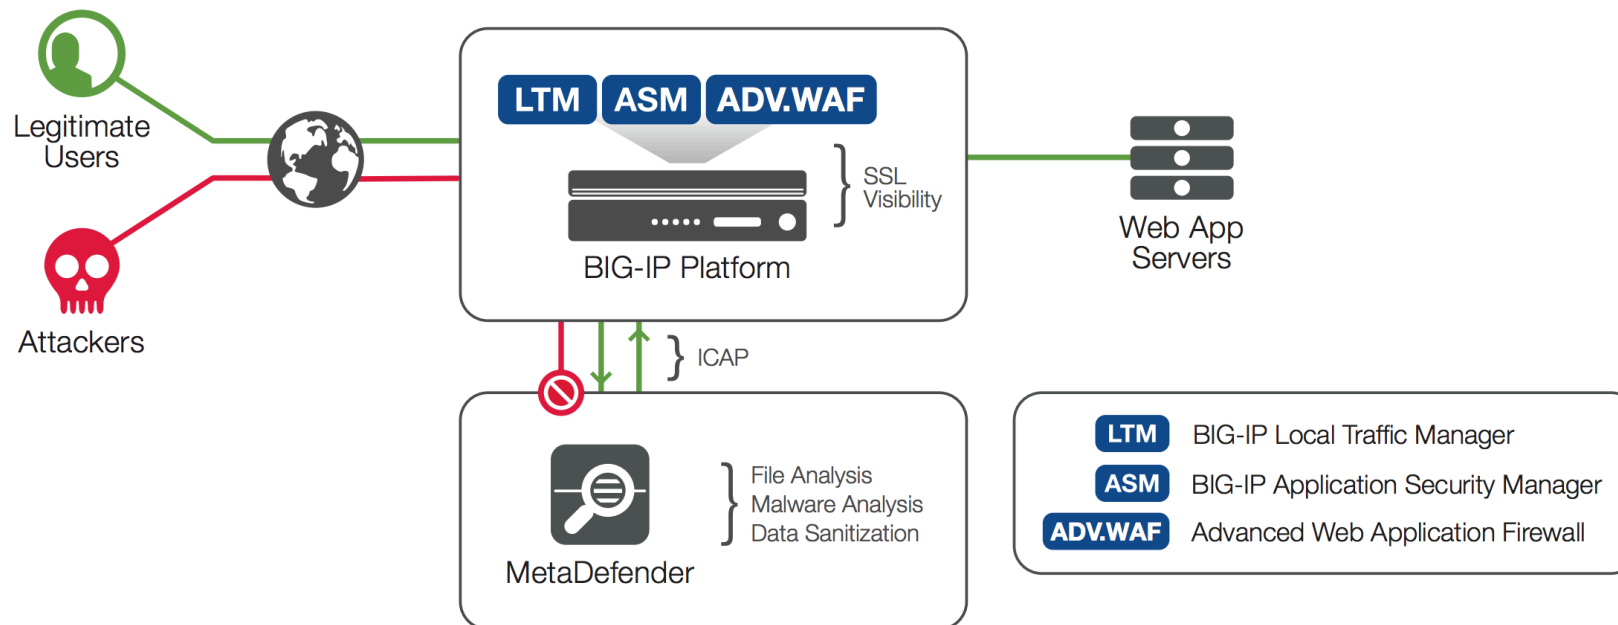 Legitimate
Users
Attackers
LTM ASM ADV.WAF
SSL
Visibility
BIG-IP Platform
Web App
Servers
ICAP
File Analysis
Malware Analysis
Data Sanitization
MetaDefender
LTM BIG-IP Local Traffic Manager
ASM BIG-IP Application Security Manager
ADV.WAF Advanced Web Application Firewall